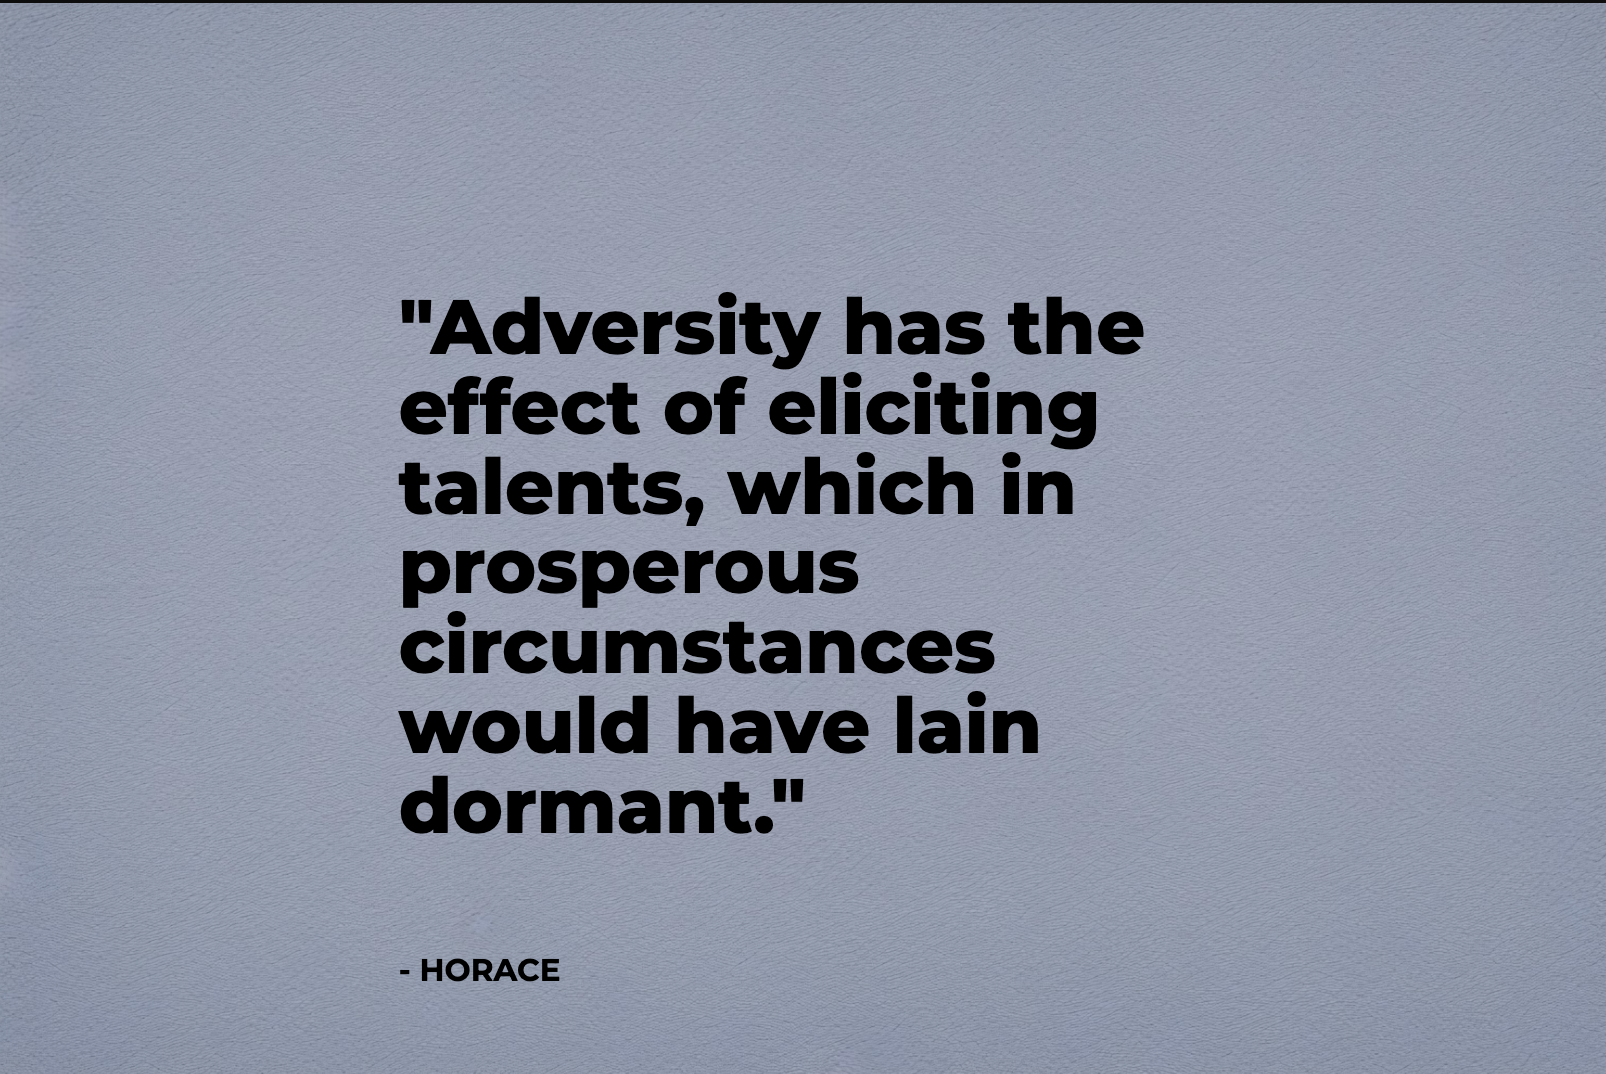 "Adversity has the
effect of eliciting
talents, which in
prosperous
circumstances
would have lain
dormant."
- HORACE